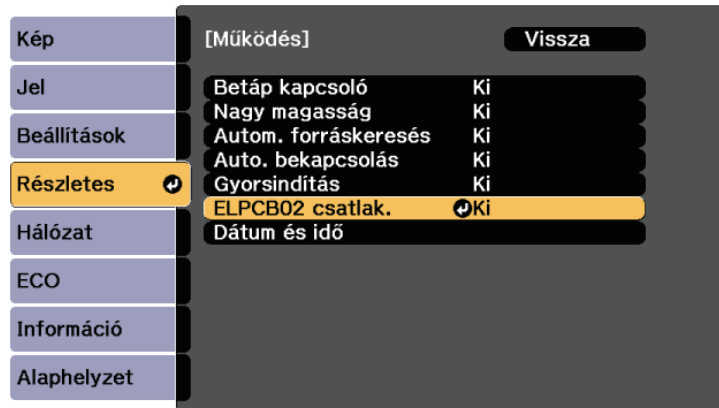 Kép
Jel
Beállítások
Részletes
Hálózat
ECO
Információ
Alaphelyzet
[Működés] Vissza
Betáp kapcsoló Ki
Nagy magasság Ki
Autom. forráskeresés Ki
Auto. bekapcsolás Ki
Gyorsindítás Ki
ELPCB02 csatlak. Ki
Dátum és idő